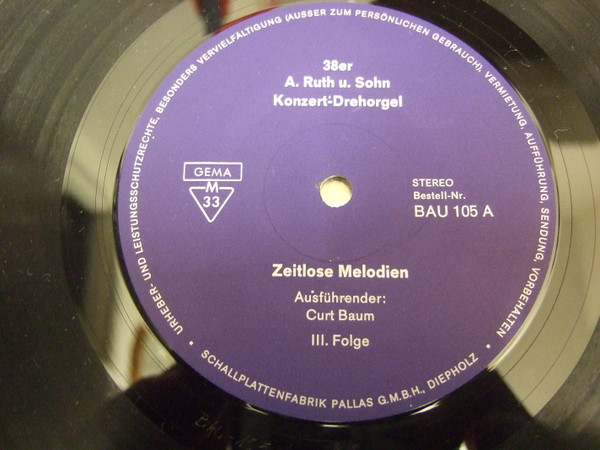 URHEBER- UND LEISTUNGSSCHUTZRECHTE, BESONDERS VERVIELFÄLTIGUNG (AUSSER ZUM PERSÖNLICHEN GEBRAUCH), VERMIETUNG, AUFFÜHRUNG, SENDUNG, VORBEHALTEN
38er
A. Ruth u. Sohn
Konzert-Drehorgel
GEMA
M
33
STEREO
Bestell-Nr.
BAU 105 A
Zeitlose Melodien
Ausführender:
Curt Baum
III. Folge
• SCHALLPLATTENFABRIK PALLAS G.M.B.H., DIEPHOLZ •